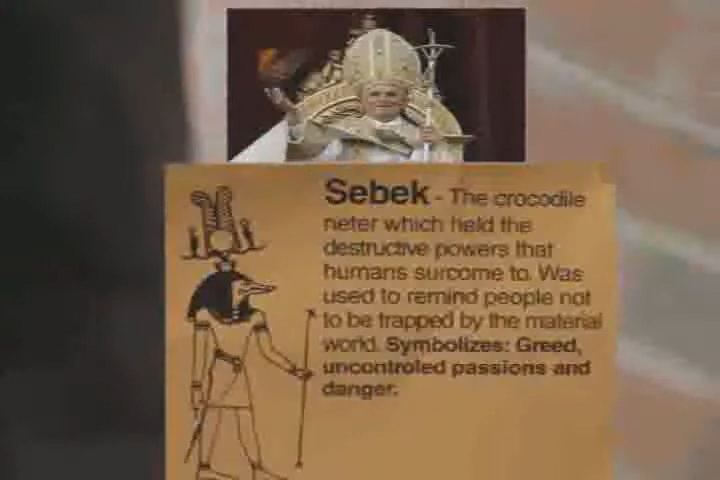 Sebek - The crocodile
neter which held the
destructive powers that
humans surcome to. Was
used to remind people not
to be trapped by the material
world. Symbolizes: Greed,
uncontroled passions and
danger.